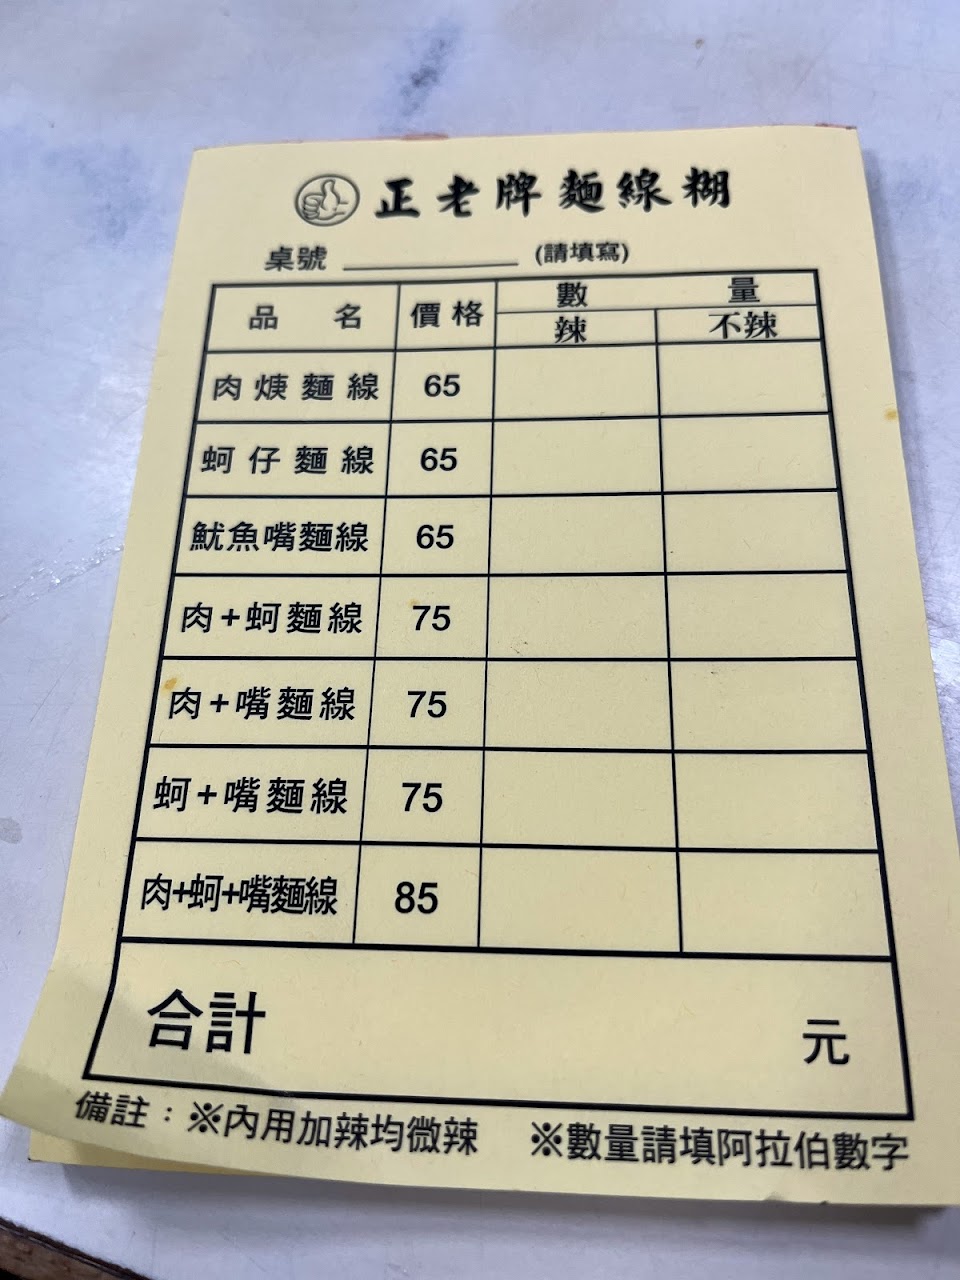 正老牌麵線糊
桌號 ________ (請填寫)
品 名 價格 數 量
辣 不辣
肉焿麵線 65
蚵仔麵線 65
魷魚嘴麵線 65
肉+蚵麵線 75
肉+嘴麵線 75
蚵+嘴麵線 75
肉+蚵+嘴麵線 85
合計 元
備註：※內用加辣均微辣 ※數量請填阿拉伯數字